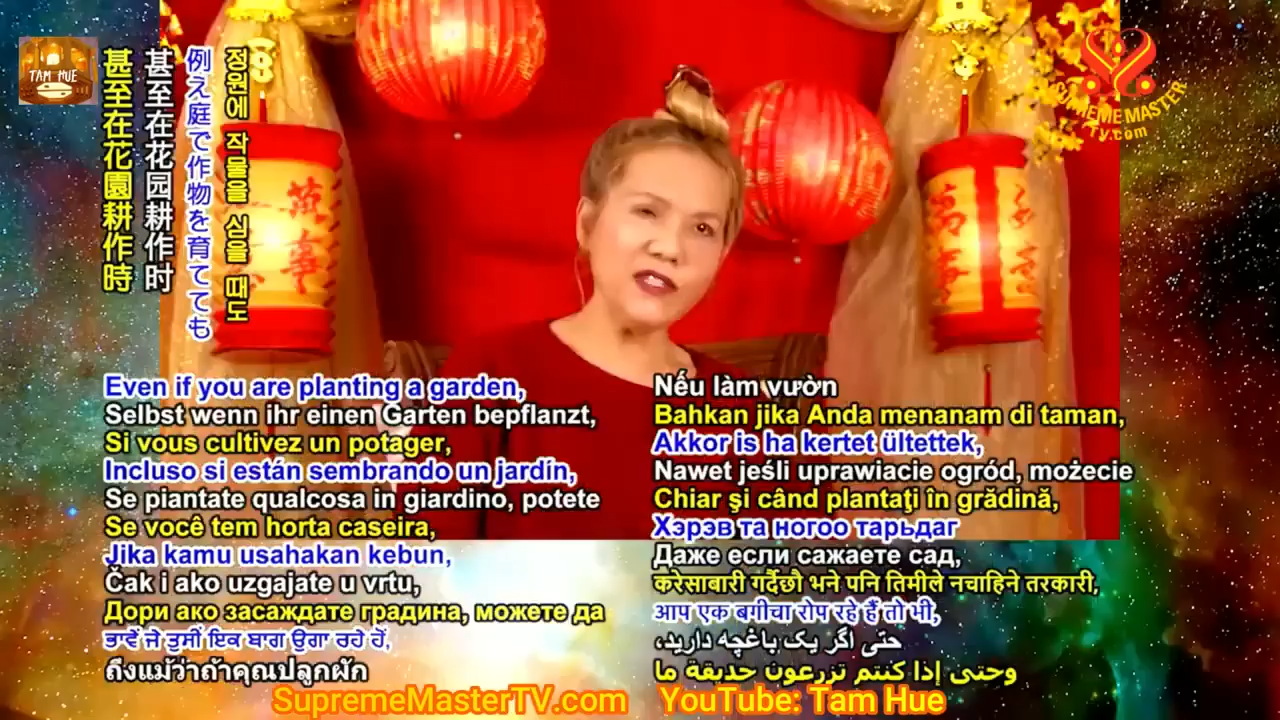 TAM HUE
SUPREME MASTER
TV.com
甚至在花園耕作時
甚至在花园耕作时
例え庭で作物を育てても
정원에 작물을 심을 때도
萬事
萬事
Even if you are planting a garden,
Selbst wenn ihr einen Garten bepflanzt,
Si vous cultivez un potager,
Incluso si están sembrando un jardín,
Se piantate qualcosa in giardino, potete
Se você tem horta caseira,
Jika kamu usahakan kebun,
Čak i ako uzgajate u vrtu,
Дори ако засаждате градина, можете да
ਭਾਵੇਂ ਜੇ ਤੁਸੀਂ ਇਕ ਬਾਗ ਉਗਾ ਰਹੇ ਹੋਂ,
ถึงแม้ว่าถ้าคุณปลูกผัก
Nếu làm vườn
Bahkan jika Anda menanam di taman,
Akkor is ha kertet ültettek,
Nawet jeśli uprawiacie ogród, możecie
Chiar şi când plantaţi în grădină,
Хэрэв та ногоо тарьдаг
Даже если сажаете сад,
करेसाबारी गर्दैछौ भने पनि तिमीले नचाहिने तरकारी,
आप एक बगीचा रोप रहे हैं तो भी,
حتی اگر یک باغچه دارید،
وحتى إذا كنتم تزرعون حديقة ما
SupremeMasterTV.com YouTube: Tam Hue